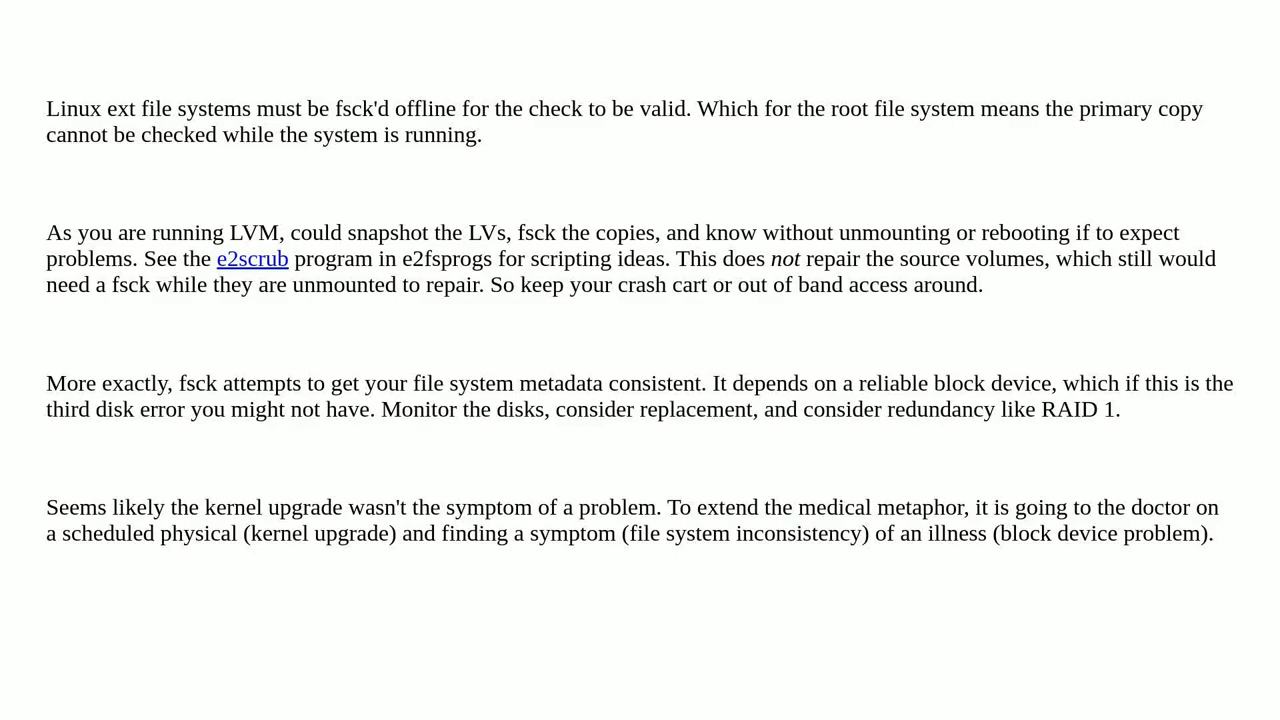 Linux ext file systems must be fsck'd offline for the check to be valid. Which for the root file system means the primary copy
cannot be checked while the system is running.
As you are running LVM, could snapshot the LVs, fsck the copies, and know without unmounting or rebooting if to expect
problems. See the e2scrub program in e2fsprogs for scripting ideas. This does not repair the source volumes, which still would
need a fsck while they are unmounted to repair. So keep your crash cart or out of band access around.
More exactly, fsck attempts to get your file system metadata consistent. It depends on a reliable block device, which if this is the
third disk error you might not have. Monitor the disks, consider replacement, and consider redundancy like RAID 1.
Seems likely the kernel upgrade wasn't the symptom of a problem. To extend the medical metaphor, it is going to the doctor on
a scheduled physical (kernel upgrade) and finding a symptom (file system inconsistency) of an illness (block device problem).